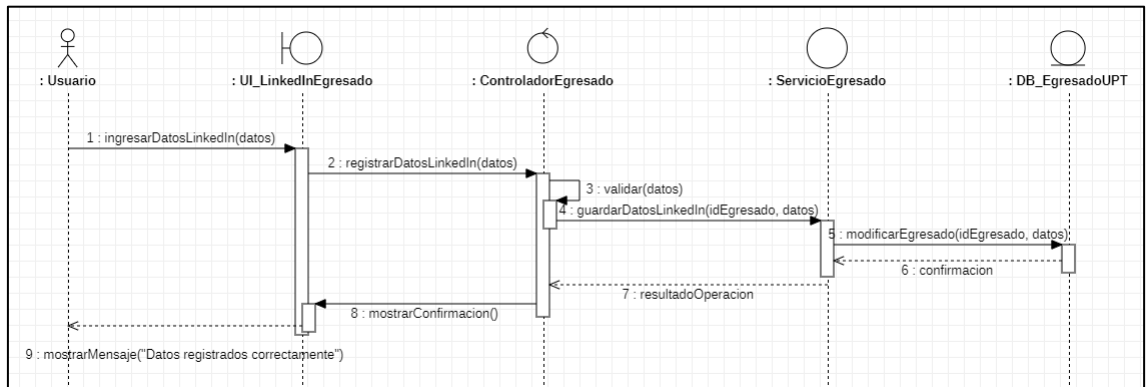 : Usuario
: UI_LinkedInEgresado
: ControladorEgresado
: ServicioEgresado
: DB_EgresadoUPT
1 : ingresarDatosLinkedIn(datos)
2 : registrarDatosLinkedIn(datos)
3 : validar(datos)
4 : guardarDatosLinkedIn(idEgresado, datos)
5 : modificarEgresado(idEgresado, datos)
6 : confirmacion
7 : resultadoOperacion
8 : mostrarConfirmacion()
9 : mostrarMensaje("Datos registrados correctamente")